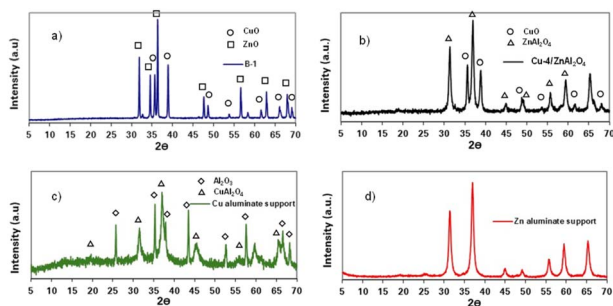 a)
CuO
ZnO
B-1
Intensity (a.u)
5 10 15 20 25 30 35 40 45 50 55 60 65 70
2Θ
b)
CuO
ZnAl₂O₄
Cu-4/ZnAl₂O₄
Intensity (a.u)
5 10 15 20 25 30 35 40 45 50 55 60 65 70
2Θ
c)
Al₂O₃
CuAl₂O₄
Cu aluminate support
Intensity (a.u)
5 10 15 20 25 30 35 40 45 50 55 60 65 70
2Θ
d)
Zn aluminate support
Intensity (a.u)
5 10 15 20 25 30 35 40 45 50 55 60 65 70
2Θ